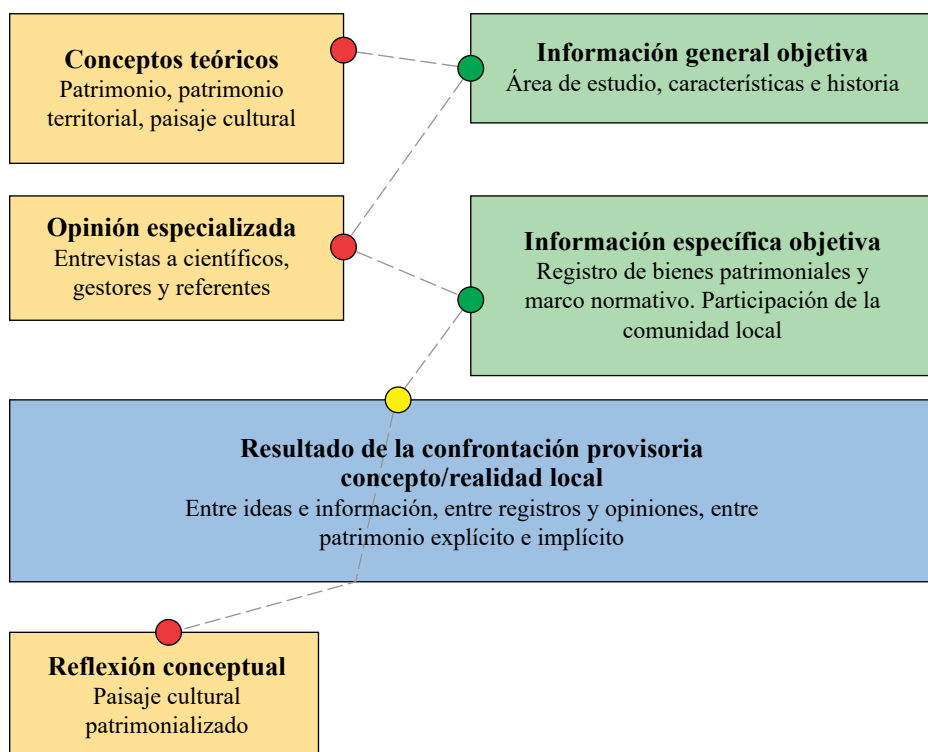 Conceptos teóricos
Patrimonio, patrimonio
territorial, paisaje cultural
Información general objetiva
Área de estudio, características e historia
Opinión especializada
Entrevistas a científicos,
gestores y referentes
Información específica objetiva
Registro de bienes patrimoniales y
marco normativo. Participación de la
comunidad local
Resultado de la confrontación provisoria
concepto/realidad local
Entre ideas e información, entre registros y opiniones, entre
patrimonio explícito e implícito
Reflexión conceptual
Paisaje cultural
patrimonializado